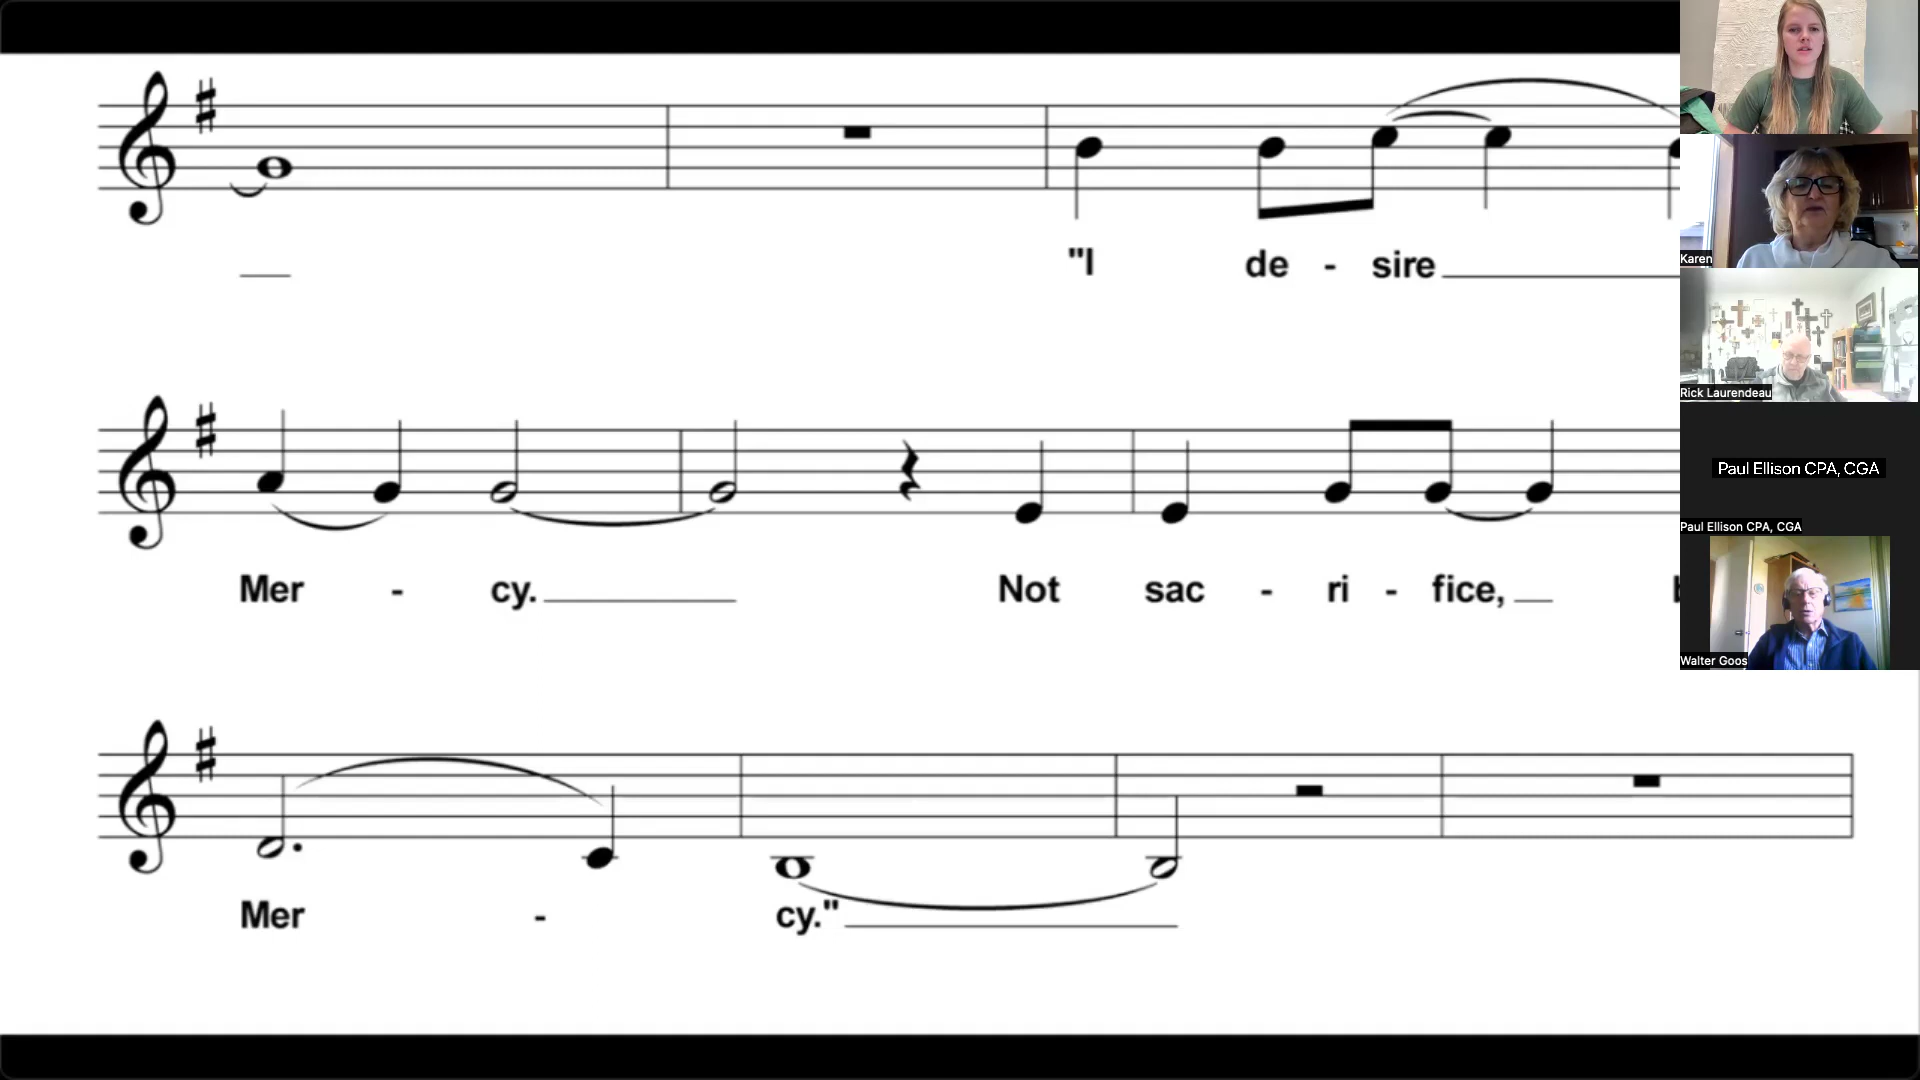 "I de - sire
Mer - cy. Not sac - ri - fice,
Mer - cy."
Karen
Rick Laurendeau
Paul Ellison CPA, CGA
Paul Ellison CPA, CGA
Walter Goos